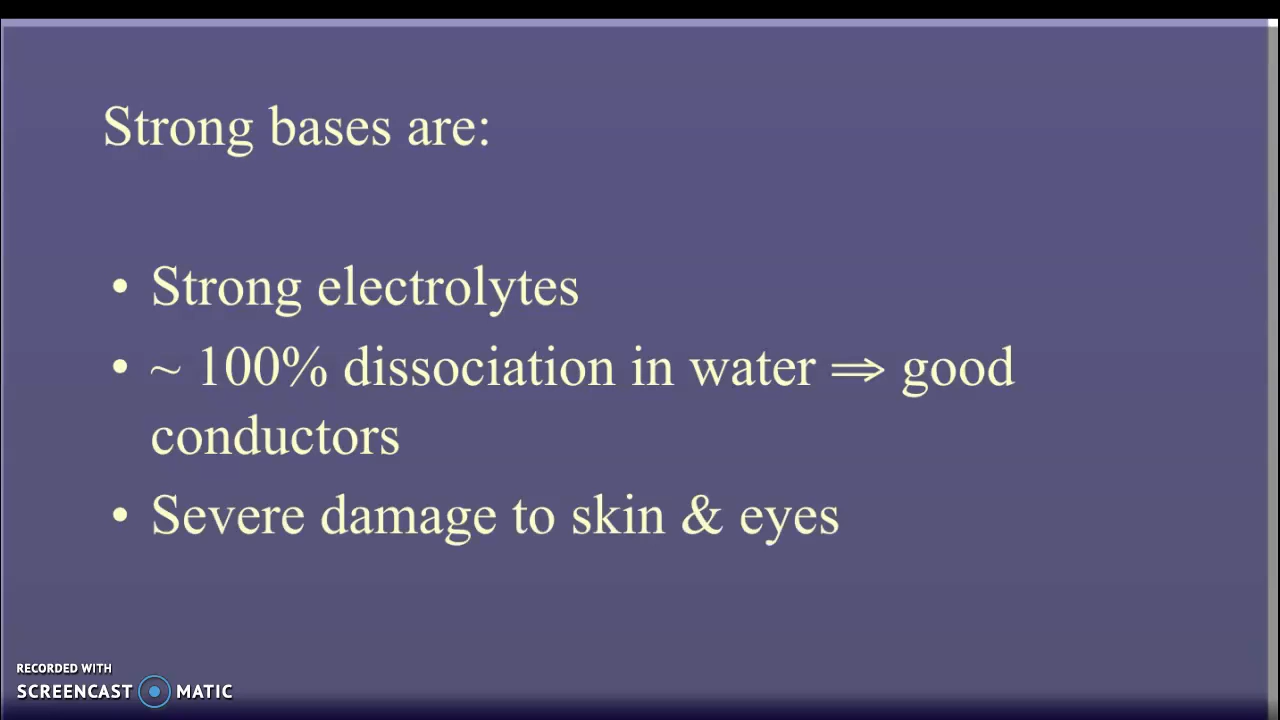 Strong bases are:
• Strong electrolytes
• ~ 100% dissociation in water ⇒ good
conductors
• Severe damage to skin & eyes
RECORDED WITH
SCREENCAST MATIC